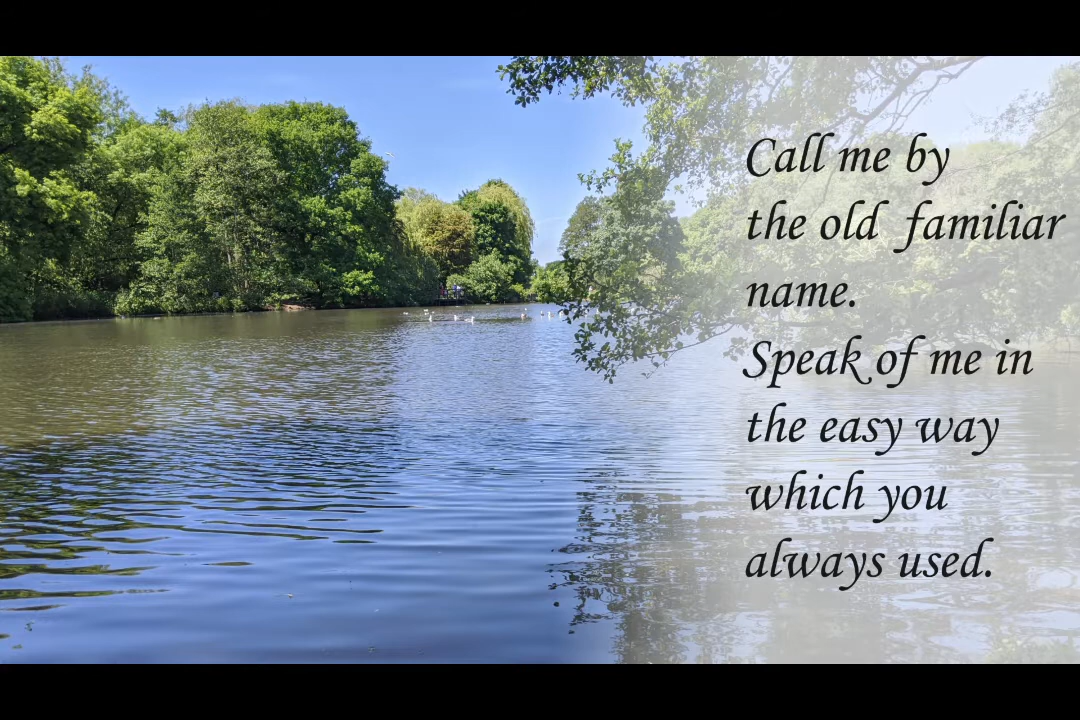 Call me by
the old familiar
name.
Speak of me in
the easy way
which you
always used.